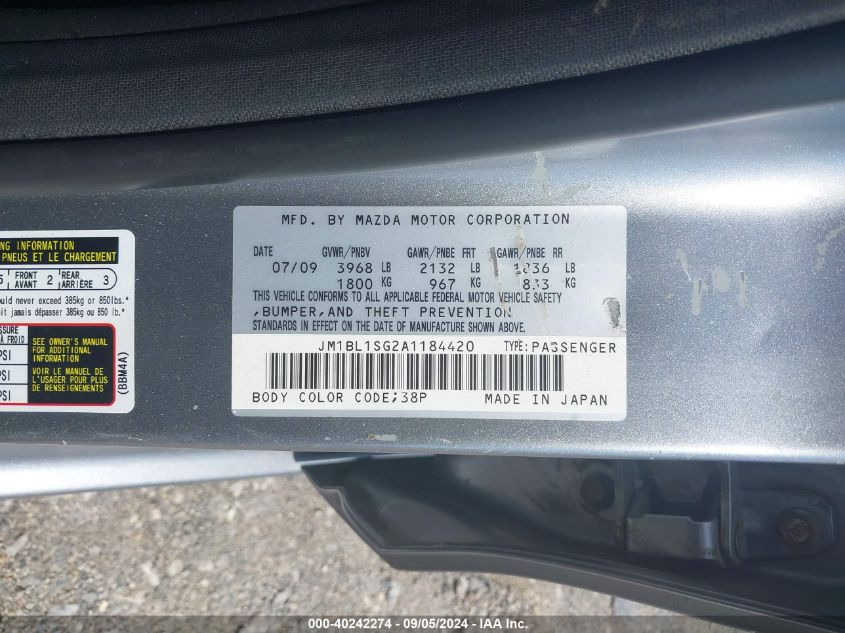 NG INFORMATION
PNEUS ET LE CHARGEMENT
5 FRONT AVANT 2 REAR ARRIÈRE 3
uld never exceed 385kg or 850lbs."
it jamais dépasser 385kg ou 850 lb."
SSURE
A FROID
PSI
PSI
PSI
SEE OWNER'S MANUAL
FOR ADDITIONAL
INFORMATION
VOIR LE MANUEL DE
L'USAGER POUR PLUS
DE RENSEIGNEMENTS
(BBM4A)
MFD. BY MAZDA MOTOR CORPORATION
DATE GVWR/PNBV GAWR/PNBE FRT GAWR/PNBE RR
07/09 3968 LB 2132 LB 1836 LB
1800 KG 967 KG 833 KG
THIS VEHICLE CONFORMS TO ALL APPLICABLE FEDERAL MOTOR VEHICLE SAFETY
,BUMPER,AND THEFT PREVENTION
STANDARDS IN EFFECT ON THE DATE OF MANUFACTURE SHOWN ABOVE.
JM1BL1SG2A1184420 TYPE:PASSENGER
BODY COLOR CODE;38P MADE IN JAPAN
000-40242274 - 09/05/2024 - IAA Inc.